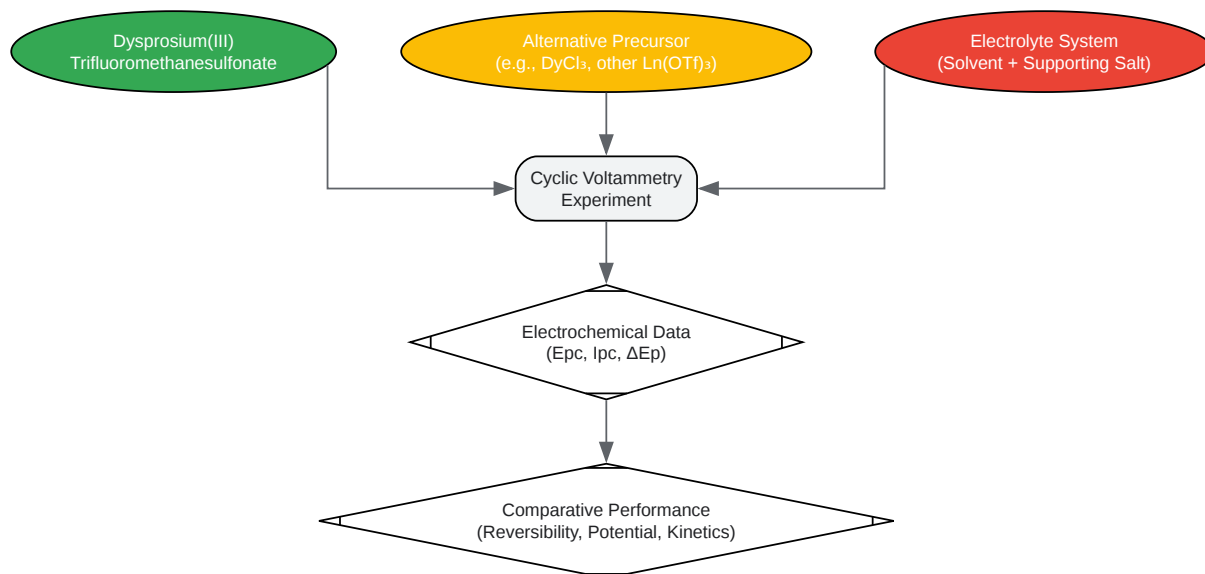 Dysprosium(III)
Trifluoromethanesulfonate
Alternative Precursor
(e.g., DyCl₃, other Ln(OTf)₃)
Electrolyte System
(Solvent + Supporting Salt)
Cyclic Voltammetry
Experiment
Electrochemical Data
(Epc, Ipc, ΔEp)
Comparative Performance
(Reversibility, Potential, Kinetics)